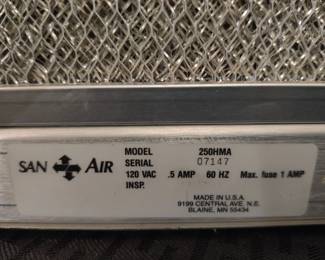 SAN AIR
MODEL 250HMA
SERIAL 07147
120 VAC .5 AMP 60 HZ Max. fuse 1 AMP
INSP.
MADE IN U.S.A.
9199 CENTRAL AVE. N.E.
BLAINE, MN 55434